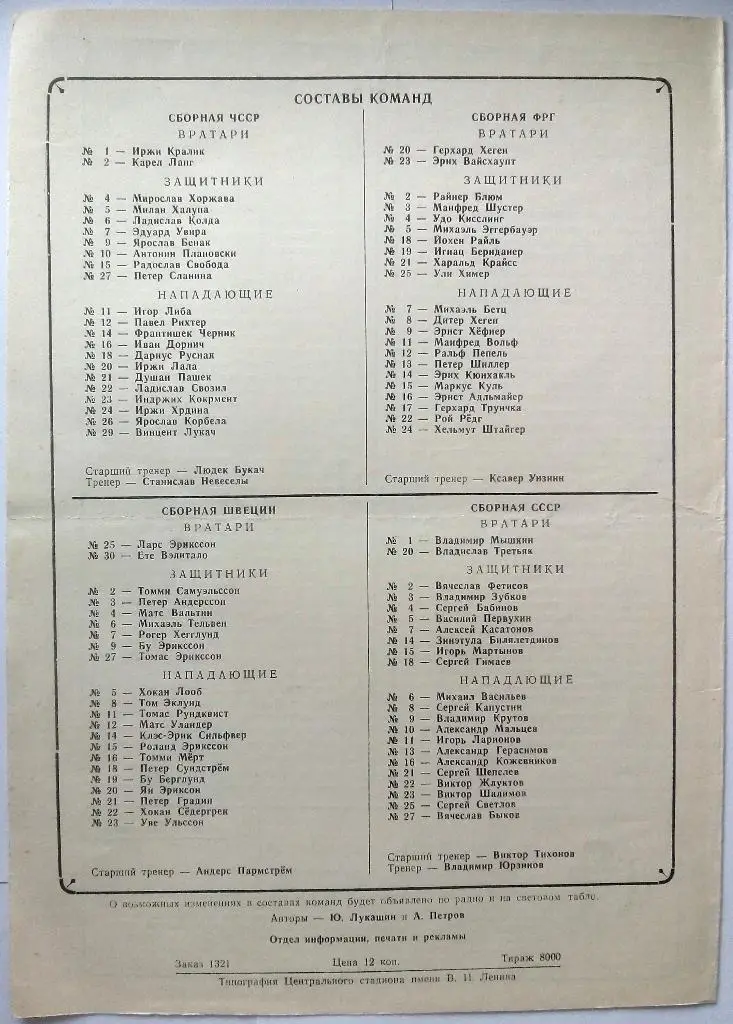 СОСТАВЫ КОМАНД
СБОРНАЯ ЧССР
ВРАТАРИ
№ 1 — Иржи Кралик
№ 2 — Карел Ланг
ЗАЩИТНИКИ
№ 4 — Мирослав Хоржава
№ 5 — Милан Халупа
№ 6 — Ладислав Колда
№ 7 — Эдуард Увира
№ 9 — Ярослав Бенак
№ 10 — Антонин Плановски
№ 15 — Радослав Свобода
№ 27 — Петер Сланина
НАПАДАЮЩИЕ
№ 11 — Игор Либа
№ 12 — Павел Рихтер
№ 14 — Франтишек Черник
№ 16 — Иван Дорнич
№ 18 — Дариус Руснак
№ 20 — Иржи Лала
№ 21 — Душан Пашек
№ 22 — Ладислав Свозил
№ 23 — Индржих Кокрмент
№ 24 — Иржи Хрдина
№ 26 — Ярослав Корбела
№ 29 — Винцент Лукач
Старший тренер — Людек Букач
Тренер — Станислав Невеселы
СБОРНАЯ ФРГ
ВРАТАРИ
№ 20 — Герхард Хеген
№ 23 — Эрих Вайсхаупт
ЗАЩИТНИКИ
№ 2 — Райнер Блюм
№ 3 — Манфред Шустер
№ 4 — Удо Кисслинг
№ 5 — Михаэль Эггербауэр
№ 18 — Иохен Райль
№ 19 — Игнац Бернданер
№ 21 — Харальд Крайсс
№ 25 — Ули Химер
НАПАДАЮЩИЕ
№ 7 — Михаэль Бетц
№ 8 — Дитер Хеген
№ 9 — Эрнст Хёфнер
№ 11 — Манфред Вольф
№ 12 — Ральф Пепель
№ 13 — Петер Шиллер
№ 14 — Эрих Кюнхакль
№ 15 — Маркус Куль
№ 16 — Эрнст Адльмайер
№ 17 — Герхард Трунчка
№ 22 — Рой Рёдг
№ 24 — Хельмут Штайгер
Старший тренер — Ксавер Унзинн
СБОРНАЯ ШВЕЦИИ
ВРАТАРИ
№ 25 — Ларс Эрикссон
№ 30 — Ёте Вэлитало
ЗАЩИТНИКИ
№ 2 — Томми Самуэльссон
№ 3 — Петер Андерссон
№ 4 — Матс Вальтин
№ 6 — Михаэль Тельвен
№ 7 — Рогер Хегглунд
№ 9 — Бу Эрикссон
№ 27 — Томас Эрикссон
НАПАДАЮЩИЕ
№ 5 — Хокан Лооб
№ 8 — Том Эклунд
№ 11 — Томас Рундквист
№ 12 — Матс Уландер
№ 14 — Клэс-Эрик Сильфвер
№ 15 — Роланд Эрикссон
№ 16 — Томми Мёрт
№ 18 — Петер Сундстрём
№ 19 — Бу Берглунд
№ 20 — Ян Эриксон
№ 21 — Петер Градин
№ 22 — Хокан Сёдергрен
№ 23 — Уве Ульссон
Старший тренер — Андерс Пармстрём
СБОРНАЯ СССР
ВРАТАРИ
№ 1 — Владимир Мышкин
№ 20 — Владислав Третьяк
ЗАЩИТНИКИ
№ 2 — Вячеслав Фетисов
№ 3 — Владимир Зубков
№ 4 — Сергей Бабинов
№ 5 — Василий Первухин
№ 7 — Алексей Касатонов
№ 14 — Зинэтула Билялетдинов
№ 15 — Игорь Мартынов
№ 18 — Сергей Гимаев
НАПАДАЮЩИЕ
№ 6 — Михаил Васильев
№ 8 — Сергей Капустин
№ 9 — Владимир Крутов
№ 10 — Александр Мальцев
№ 11 — Игорь Ларионов
№ 13 — Александр Герасимов
№ 16 — Александр Кожевников
№ 21 — Сергей Шепелев
№ 22 — Виктор Жлуктов
№ 23 — Виктор Шалимов
№ 25 — Сергей Светлов
№ 27 — Вячеслав Быков
Старший тренер — Виктор Тихонов
Тренер — Владимир Юрзинов
О возможных изменениях в составах команд будет объявлено по радио и на световом табло.
Авторы — Ю. Лукашин и А. Петров
Отдел информации, печати и рекламы
Заказ 1321 Цена 12 коп. Тираж 8000
Типография Центрального стадиона имени В. И. Ленина